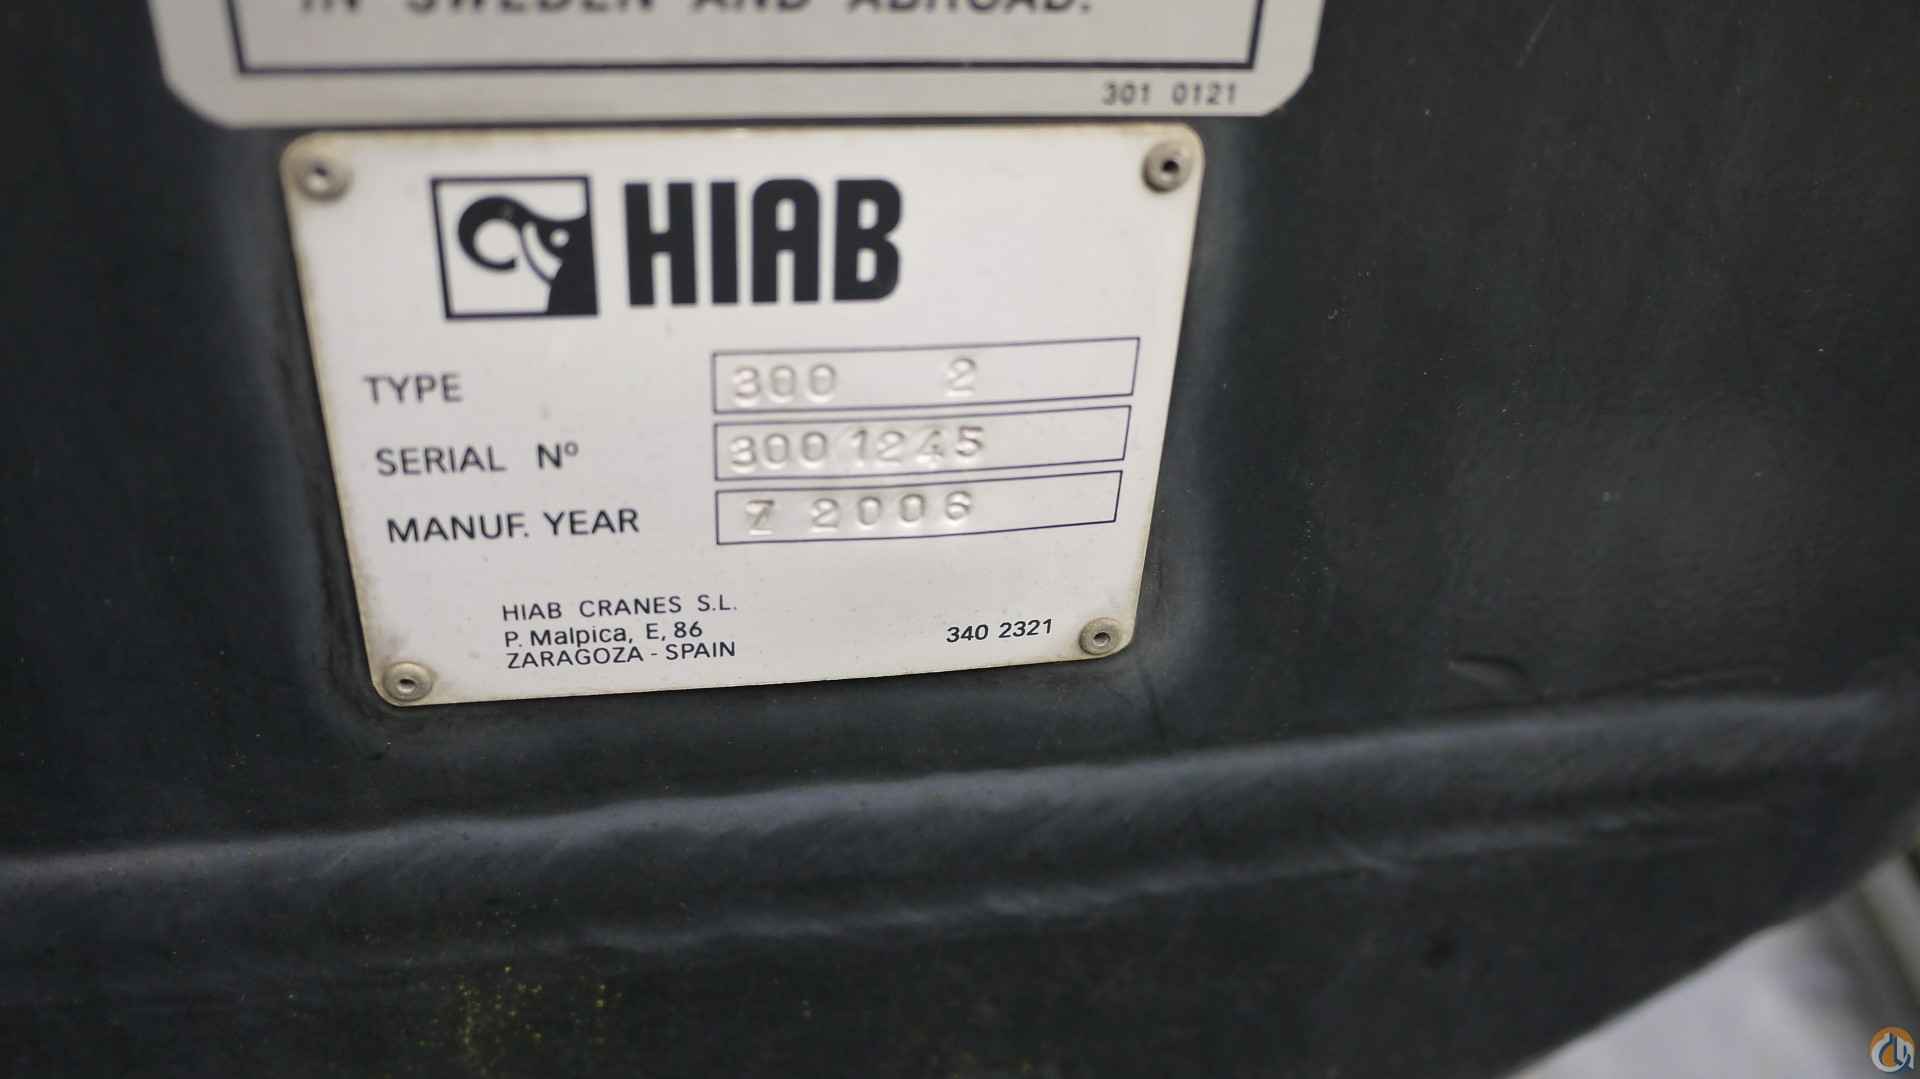 IN SWEDEN AND ABROAD.
301 0121
HIAB
TYPE 300 2
SERIAL Nº 3001245
MANUF. YEAR Z 2006
HIAB CRANES S.L.
P. Malpica, E, 86
ZARAGOZA - SPAIN
340 2321